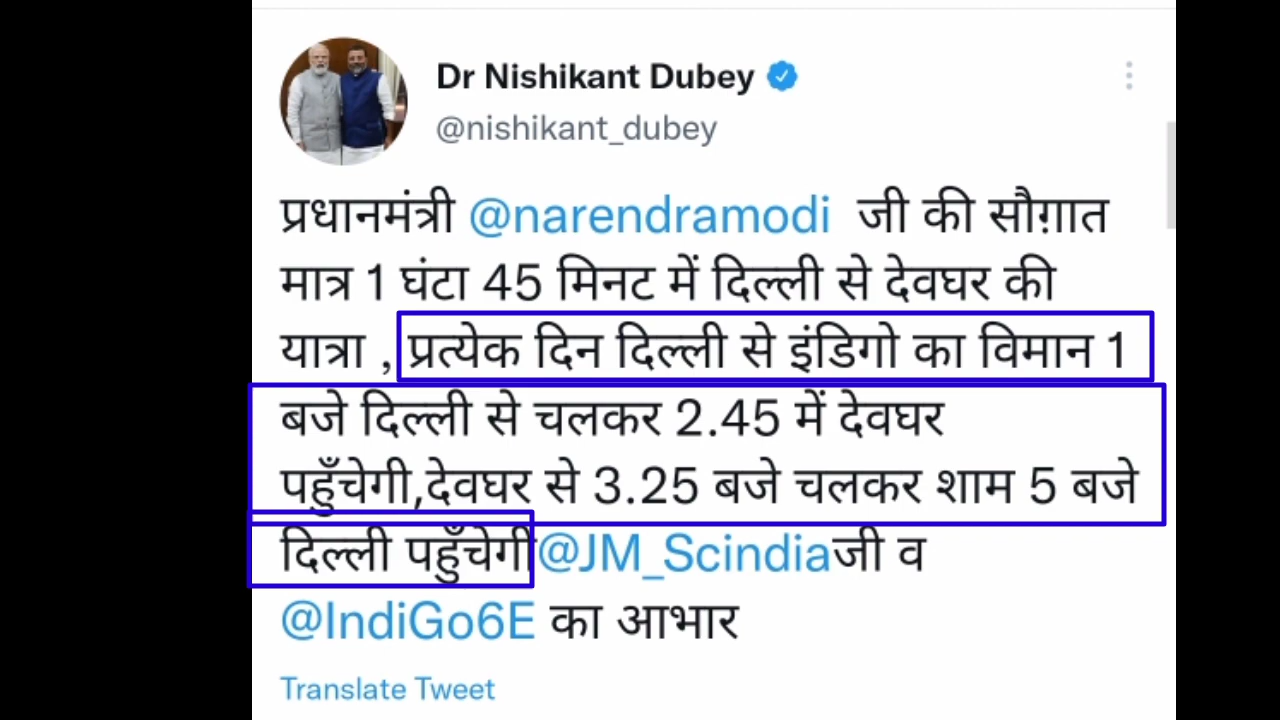 Dr Nishikant Dubey
@nishikant_dubey
प्रधानमंत्री @narendramodi जी की सौग़ात
मात्र 1 घंटा 45 मिनट में दिल्ली से देवघर की
यात्रा , प्रत्येक दिन दिल्ली से इंडिगो का विमान 1
बजे दिल्ली से चलकर 2.45 में देवघर
पहुँचेगी,देवघर से 3.25 बजे चलकर शाम 5 बजे
दिल्ली पहुँचेगी@JM_Scindiaजी व
@IndiGo6E का आभार
Translate Tweet